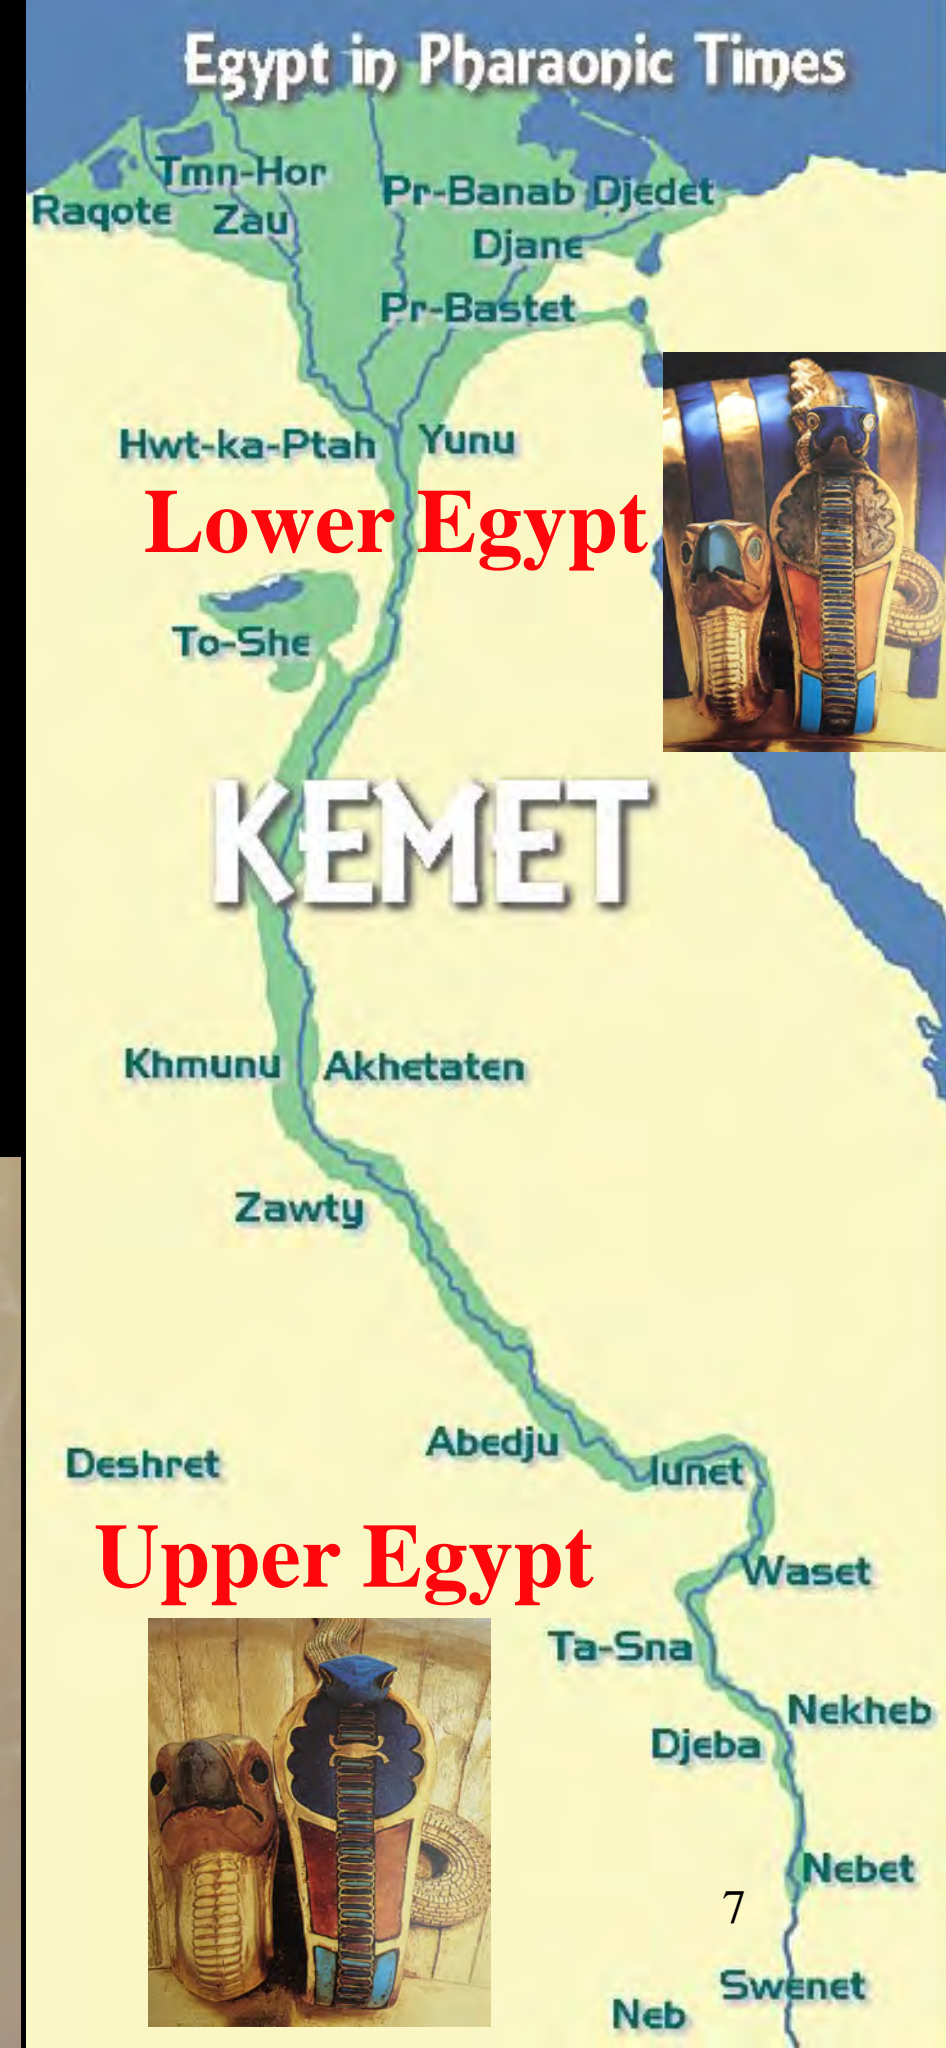 Egypt in Pharaonic Times
Tmn-Hor
Pr-Banab Djedet
Raqote
Zau
Djane
Pr-Bastet
Hwt-ka-Ptah
Yunu
Lower Egypt
To-She
KEMET
Khmunu
Akhetaten
Zawty
Abedju
Deshret
Iunet
Upper Egypt
Waset
Ta-Sna
Nekheb
Djeba
Nebet
7
Swenet
Neb